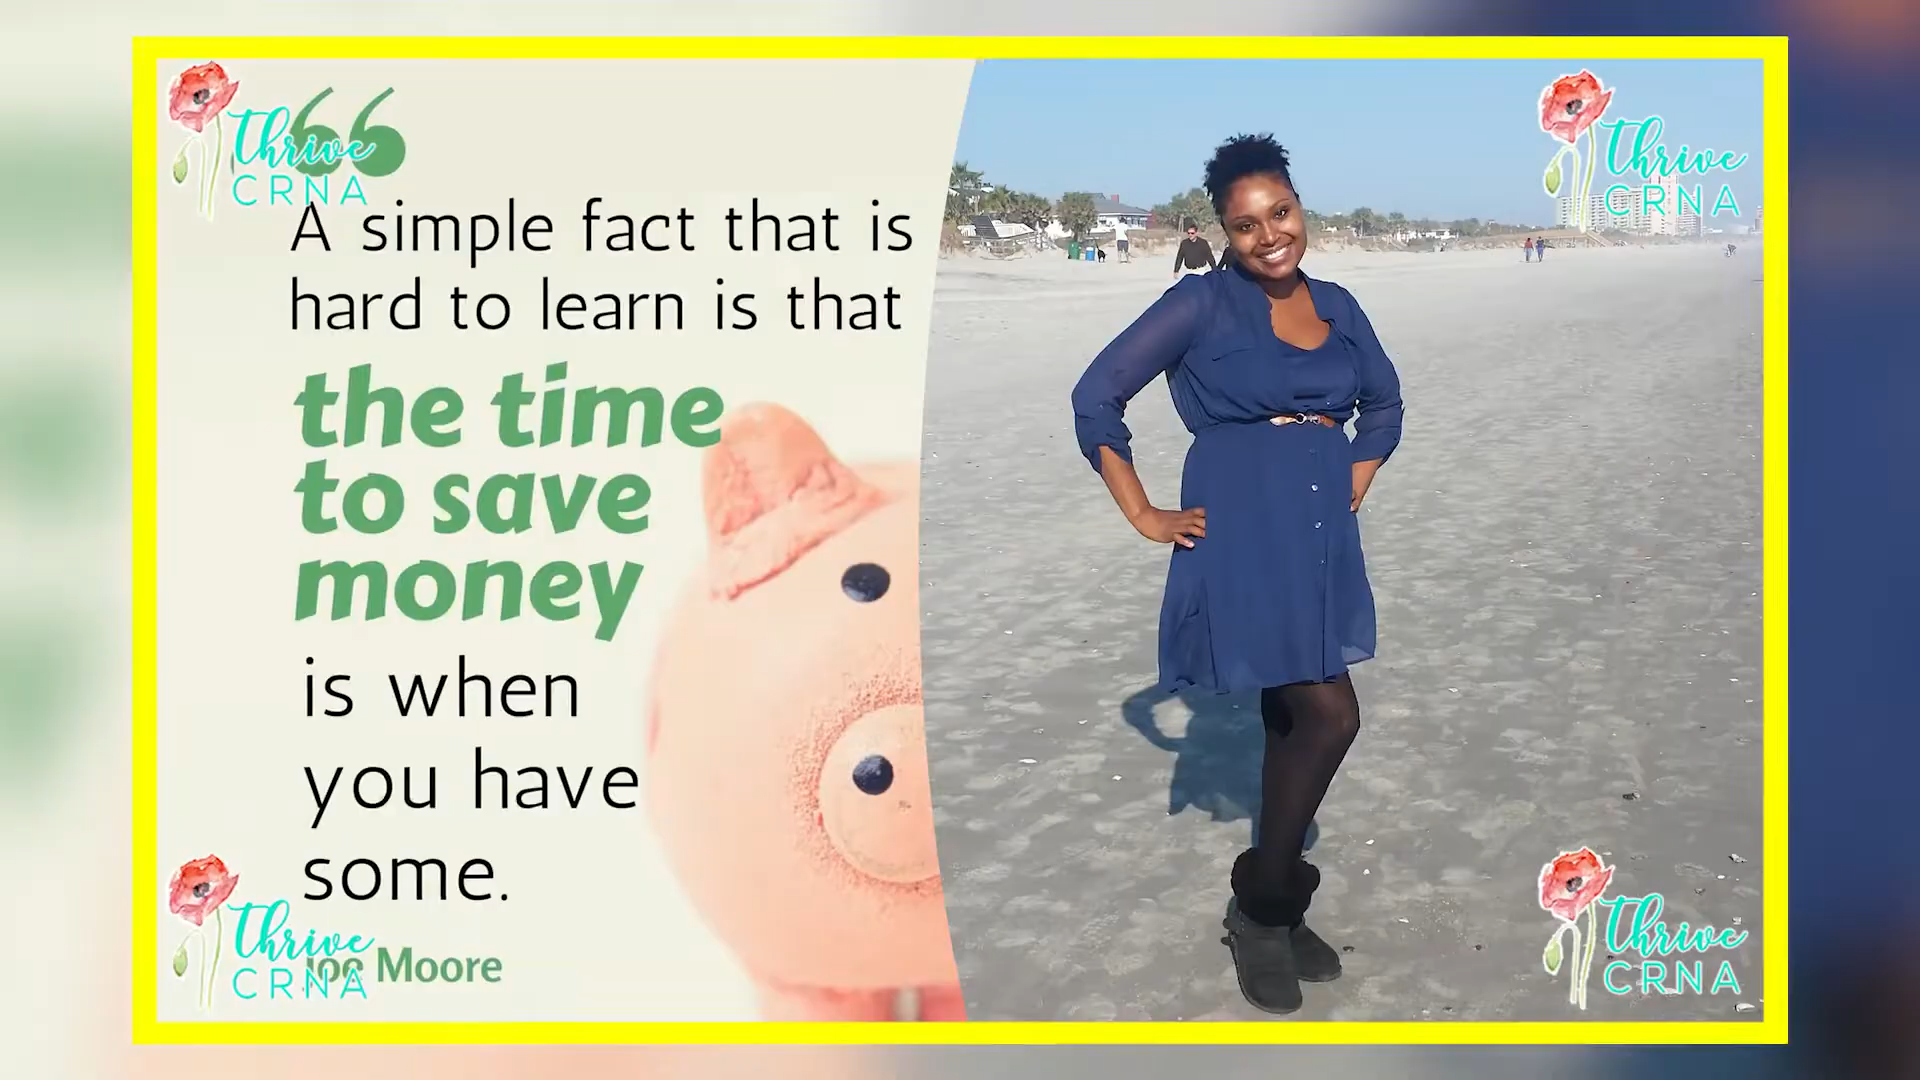 Thrive
CRNA
Thrive
CRNA
A simple fact that is
hard to learn is that
the time
to save
money
is when
you have
some.
Joe Moore
Thrive
CRNA
Thrive
CRNA